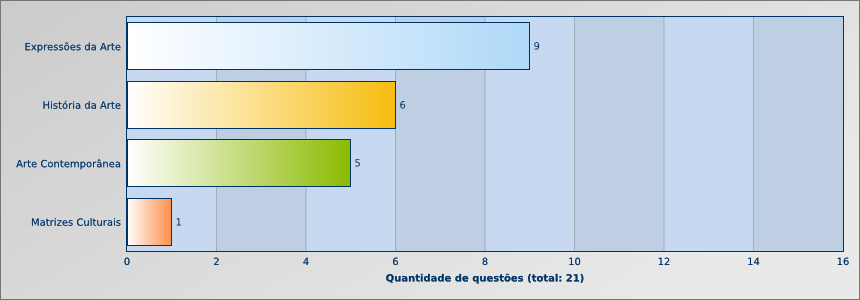 Expressões da Arte 9
História da Arte 6
Arte Contemporânea 5
Matrizes Culturais 1
0 2 4 6 8 10 12 14 16
Quantidade de questões (total: 21)